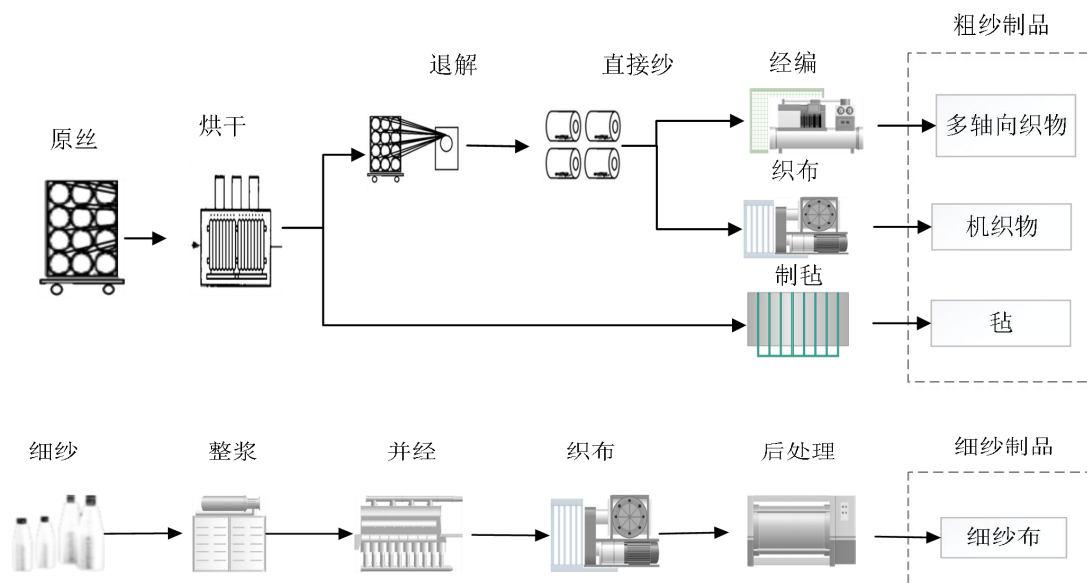 粗纱制品
退解
直接纱
经编
原丝
烘干
多轴向织物
织布
机织物
制毡
毡
细纱
整浆
并经
织布
后处理
细纱制品
细纱布